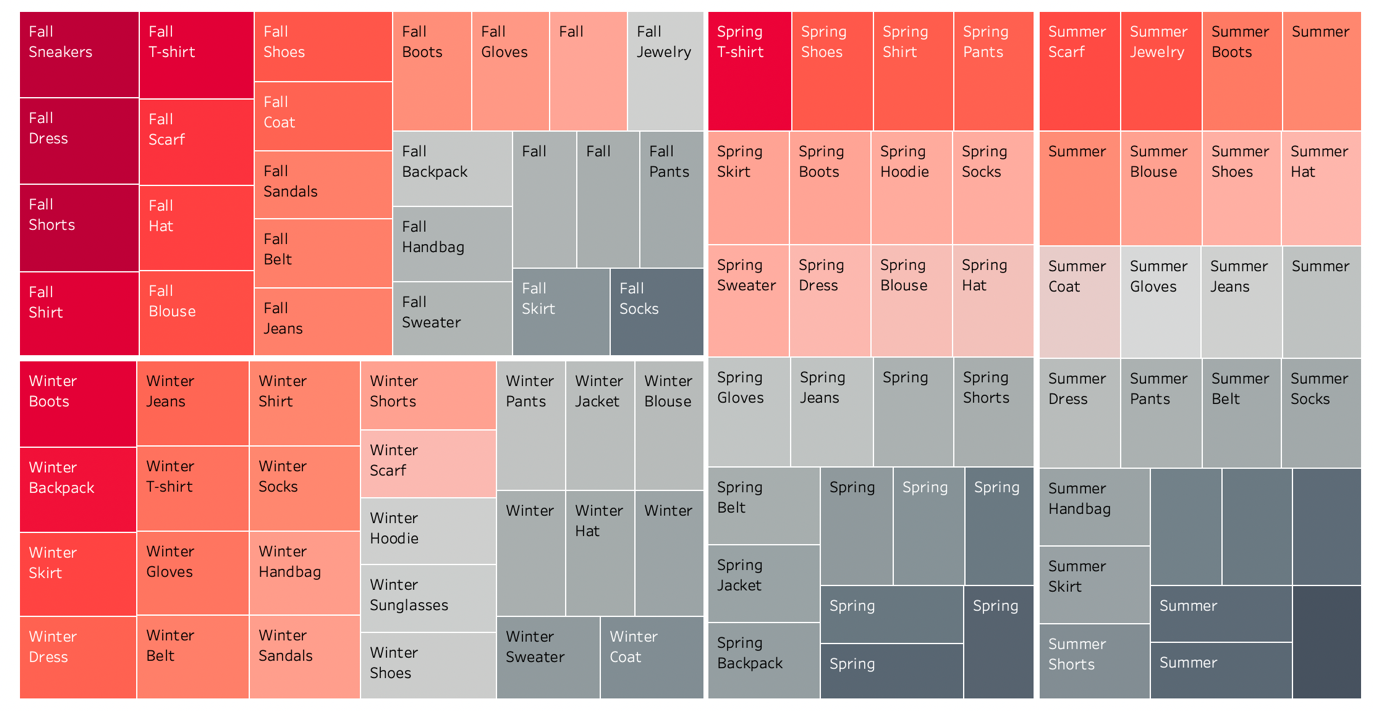 Fall
Sneakers
Fall
Dress
Fall
Shorts
Fall
Shirt
Fall
T-shirt
Fall
Scarf
Fall
Hat
Fall
Blouse
Fall
Shoes
Fall
Coat
Fall
Sandals
Fall
Belt
Fall
Jeans
Fall
Boots
Fall
Gloves
Fall
Fall
Jewelry
Fall
Backpack
Fall
Handbag
Fall
Sweater
Fall
Fall
Fall
Pants
Fall
Skirt
Fall
Socks
Winter
Boots
Winter
Backpack
Winter
Skirt
Winter
Dress
Winter
Jeans
Winter
T-shirt
Winter
Gloves
Winter
Belt
Winter
Shirt
Winter
Socks
Winter
Handbag
Winter
Sandals
Winter
Shorts
Winter
Scarf
Winter
Hoodie
Winter
Sunglasses
Winter
Shoes
Winter
Pants
Winter
Jacket
Winter
Blouse
Winter
Winter
Hat
Winter
Winter
Sweater
Winter
Coat
Spring
T-shirt
Spring
Shoes
Spring
Shirt
Spring
Pants
Spring
Skirt
Spring
Boots
Spring
Hoodie
Spring
Socks
Spring
Sweater
Spring
Dress
Spring
Blouse
Spring
Hat
Spring
Gloves
Spring
Jeans
Spring
Spring
Shorts
Spring
Belt
Spring
Jacket
Spring
Backpack
Spring
Spring
Spring
Spring
Spring
Spring
Summer
Scarf
Summer
Jewelry
Summer
Boots
Summer
Summer
Summer
Blouse
Summer
Shoes
Summer
Hat
Summer
Coat
Summer
Gloves
Summer
Jeans
Summer
Summer
Dress
Summer
Pants
Summer
Belt
Summer
Socks
Summer
Handbag
Summer
Skirt
Summer
Shorts
Summer
Summer